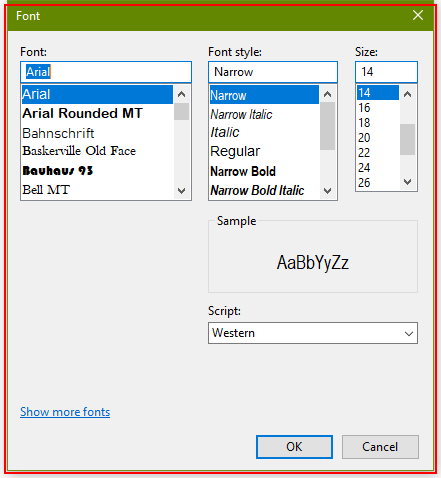 Font
Font:
Arial
Arial
Arial Rounded MT
Bahnschrift
Baskerville Old Face
Bauhaus 93
Bell MT
Font style:
Narrow
Narrow
Narrow Italic
Italic
Regular
Narrow Bold
Narrow Bold Italic
Size:
14
14
16
18
20
22
24
26
Sample
AaBbYyZz
Script:
Western
Show more fonts
OK
Cancel